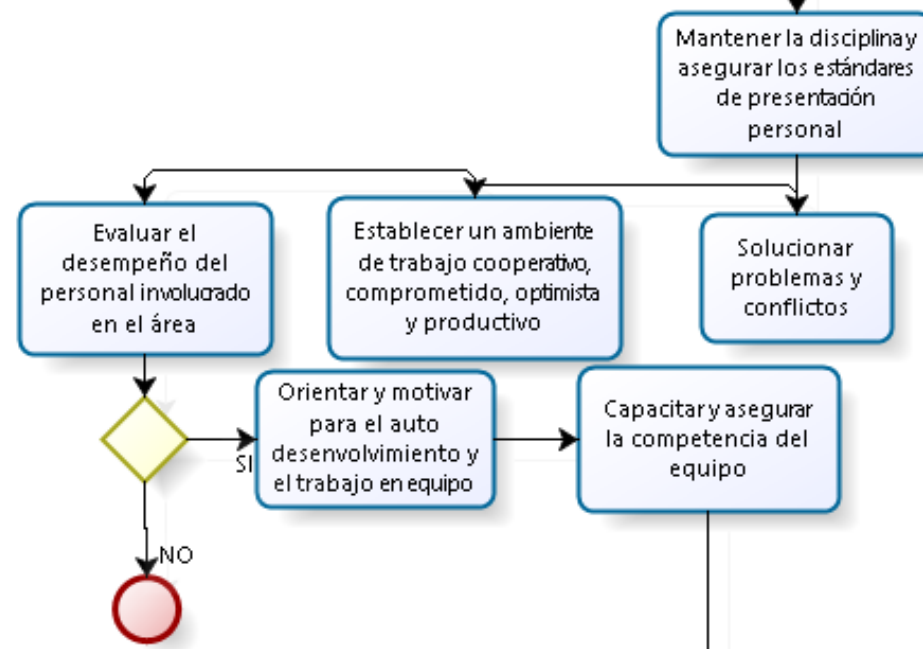 Mantener la disciplina y
asegurar los estándares
de presentación
personal
Evaluar el
desempeño del
personal involucrado
en el área
Establecer un ambiente
de trabajo cooperativo,
comprometido, optimista
y productivo
Solucionar
problemas y
conflictos
Orientar y motivar
para el auto
desenvolvimiento y
el trabajo en equipo
Capacitar y asegurar
la competencia del
equipo
SI
NO